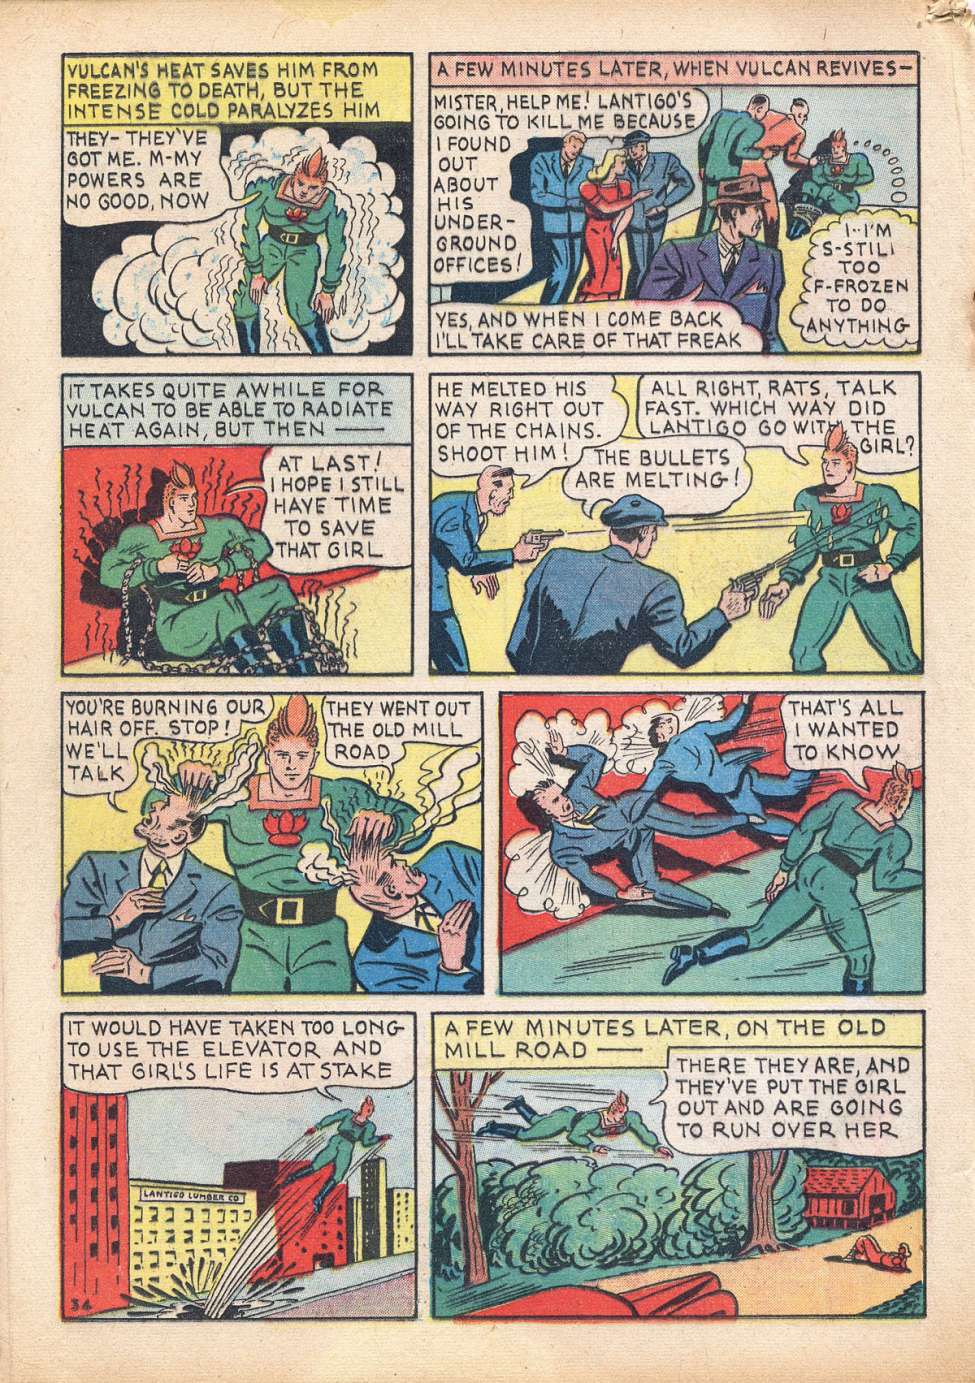 VULCAN'S HEAT SAVES HIM FROM
FREEZING TO DEATH, BUT THE
INTENSE COLD PARALYZES HIM
THEY- THEY'VE
GOT ME. M-MY
POWERS ARE
NO GOOD, NOW
A FEW MINUTES LATER, WHEN VULCAN REVIVES-
MISTER, HELP ME! LANTIGO'S
GOING TO KILL ME BECAUSE
I FOUND
OUT
ABOUT
HIS
UNDER-
GROUND
OFFICES!
YES, AND WHEN I COME BACK
I'LL TAKE CARE OF THAT FREAK
I--I'M
S-STILL
TOO
F-FROZEN
TO DO
ANYTHING
IT TAKES QUITE AWHILE FOR
VULCAN TO BE ABLE TO RADIATE
HEAT AGAIN, BUT THEN —
AT LAST!
I HOPE I STILL
HAVE TIME
TO SAVE
THAT GIRL
HE MELTED HIS
WAY RIGHT OUT
OF THE CHAINS.
SHOOT HIM!
THE BULLETS
ARE MELTING!
ALL RIGHT, RATS, TALK
FAST. WHICH WAY DID
LANTIGO GO WITH THE
GIRL?
YOU'RE BURNING OUR
HAIR OFF. STOP!
WE'LL
TALK
THEY WENT OUT
THE OLD MILL
ROAD
THAT'S ALL
I WANTED
TO KNOW
IT WOULD HAVE TAKEN TOO LONG
TO USE THE ELEVATOR AND
THAT GIRL'S LIFE IS AT STAKE
LANTIGO LUMBER CO
34
A FEW MINUTES LATER, ON THE OLD
MILL ROAD —
THERE THEY ARE, AND
THEY'VE PUT THE GIRL
OUT AND ARE GOING
TO RUN OVER HER